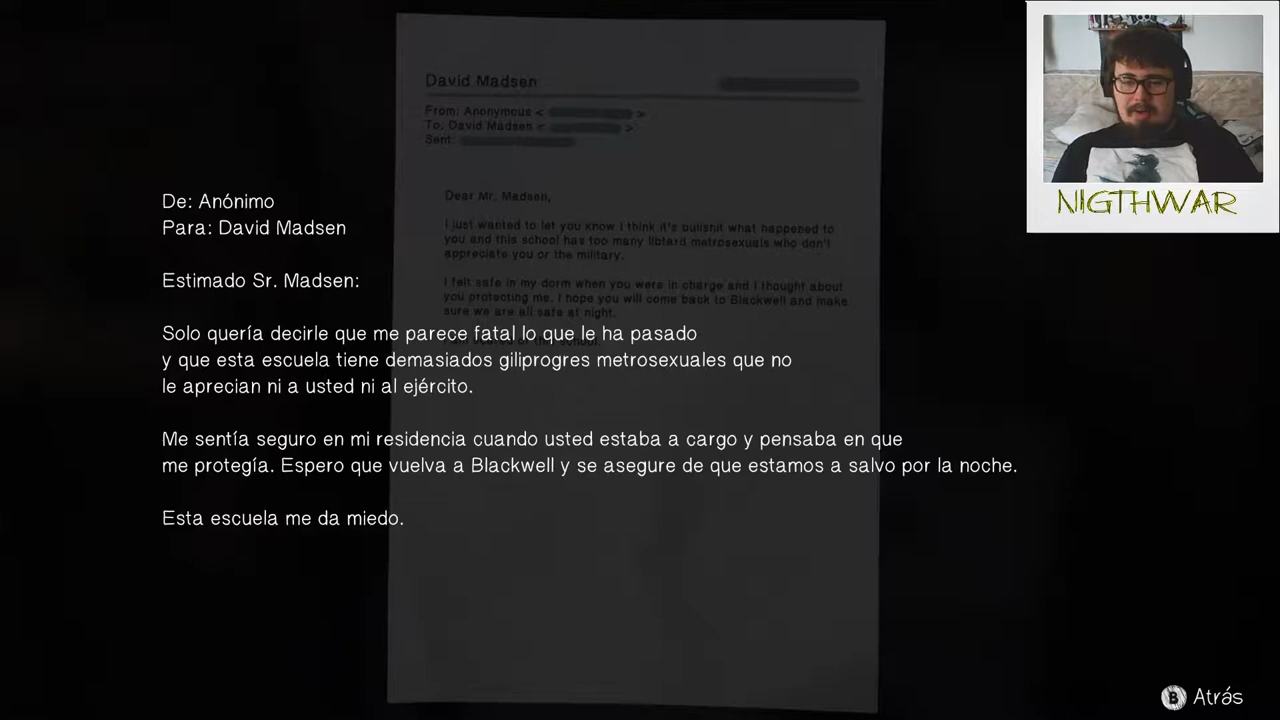 David Madsen
From: Anonymous < >
To: David Madsen < >
Sent:
Dear Mr. Madsen,
I just wanted to let you know I think it's bullshit what happened to
you and this school has too many libtard metrosexuals who don't
appreciate you or the military.
I felt safe in my dorm when you were in charge and I thought about
you protecting me. I hope you will come back to Blackwell and make
sure we are all safe at night.
De: Anónimo
Para: David Madsen
Estimado Sr. Madsen:
Solo quería decirle que me parece fatal lo que le ha pasado
y que esta escuela tiene demasiados giliprogres metrosexuales que no
le aprecian ni a usted ni al ejército.
Me sentía seguro en mi residencia cuando usted estaba a cargo y pensaba en que
me protegía. Espero que vuelva a Blackwell y se asegure de que estamos a salvo por la noche.
Esta escuela me da miedo.
NIGTHWAR
B Atrás